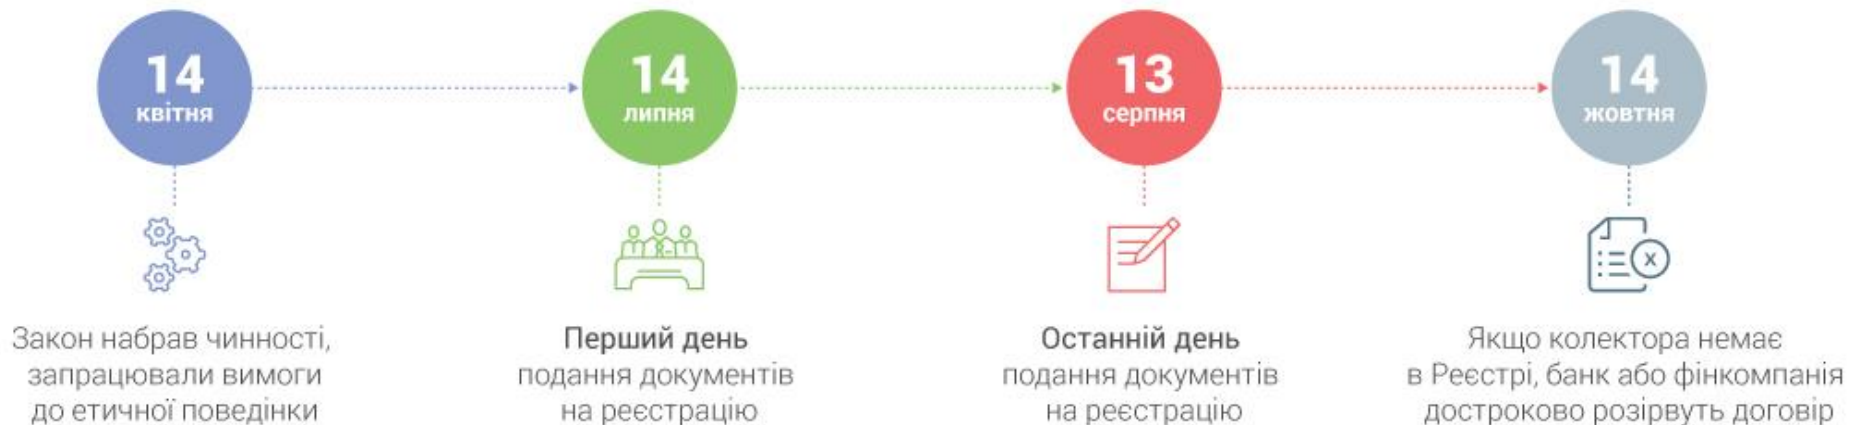 14
квітня
14
липня
13
серпня
14
жовтня
x
Закон набрав чинності,
запрацювали вимоги
до етичної поведінки
Перший день
подання документів
на реєстрацію
Останній день
подання документів
на реєстрацію
Якщо колектора немає
в Реєстрі, банк або фінкомпанія
достроково розірвуть договір